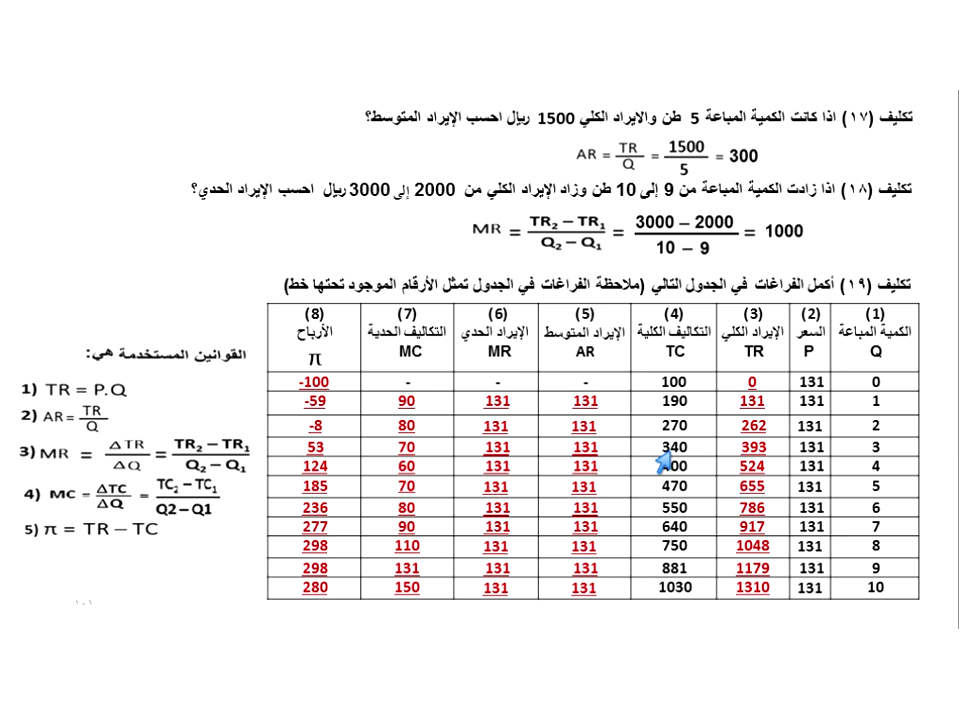 تكليف (١٧) اذا كانت الكمية المباعة 5 طن والايراد الكلي 1500 ريال احسب الإيراد المتوسط؟
AR = TR / Q = 1500 / 5 = 300
تكليف (١٨) اذا زادت الكمية المباعة من 9 إلى 10 طن وزاد الإيراد الكلي من 2000 إلى 3000 ريال احسب الإيراد الحدي؟
MR = TR₂ – TR₁ / Q₂ – Q₁ = 3000 – 2000 / 10 – 9 = 1000
تكليف (١٩) أكمل الفراغات في الجدول التالي (ملاحظة الفراغات في الجدول تمثل الأرقام الموجود تحتها خط)
(1) (2) (3) (4) (5) (6) (7) (8)
الكمية المباعة السعر الإيراد الكلي التكاليف الكلية الإيراد المتوسط الإيراد الحدي التكاليف الحدية الأرباح
Q P TR TC AR MR MC π
0 131 0 100 - - - -100
1 131 131 190 131 131 90 -59
2 131 262 270 131 131 80 -8
3 131 393 340 131 131 70 53
4 131 524 400 131 131 60 124
5 131 655 470 131 131 70 185
6 131 786 550 131 131 80 236
7 131 917 640 131 131 90 277
8 131 1048 750 131 131 110 298
9 131 1179 881 131 131 131 298
10 131 1310 1030 131 131 150 280
القوانين المستخدمة هي:
1) TR = P.Q
2) AR = TR / Q
3) MR = Δ TR / Δ Q = TR₂ – TR₁ / Q₂ – Q₁
4) MC = ΔTC / ΔQ = TC₂ – TC₁ / Q2–Q1
5) π = TR – TC
١٠١